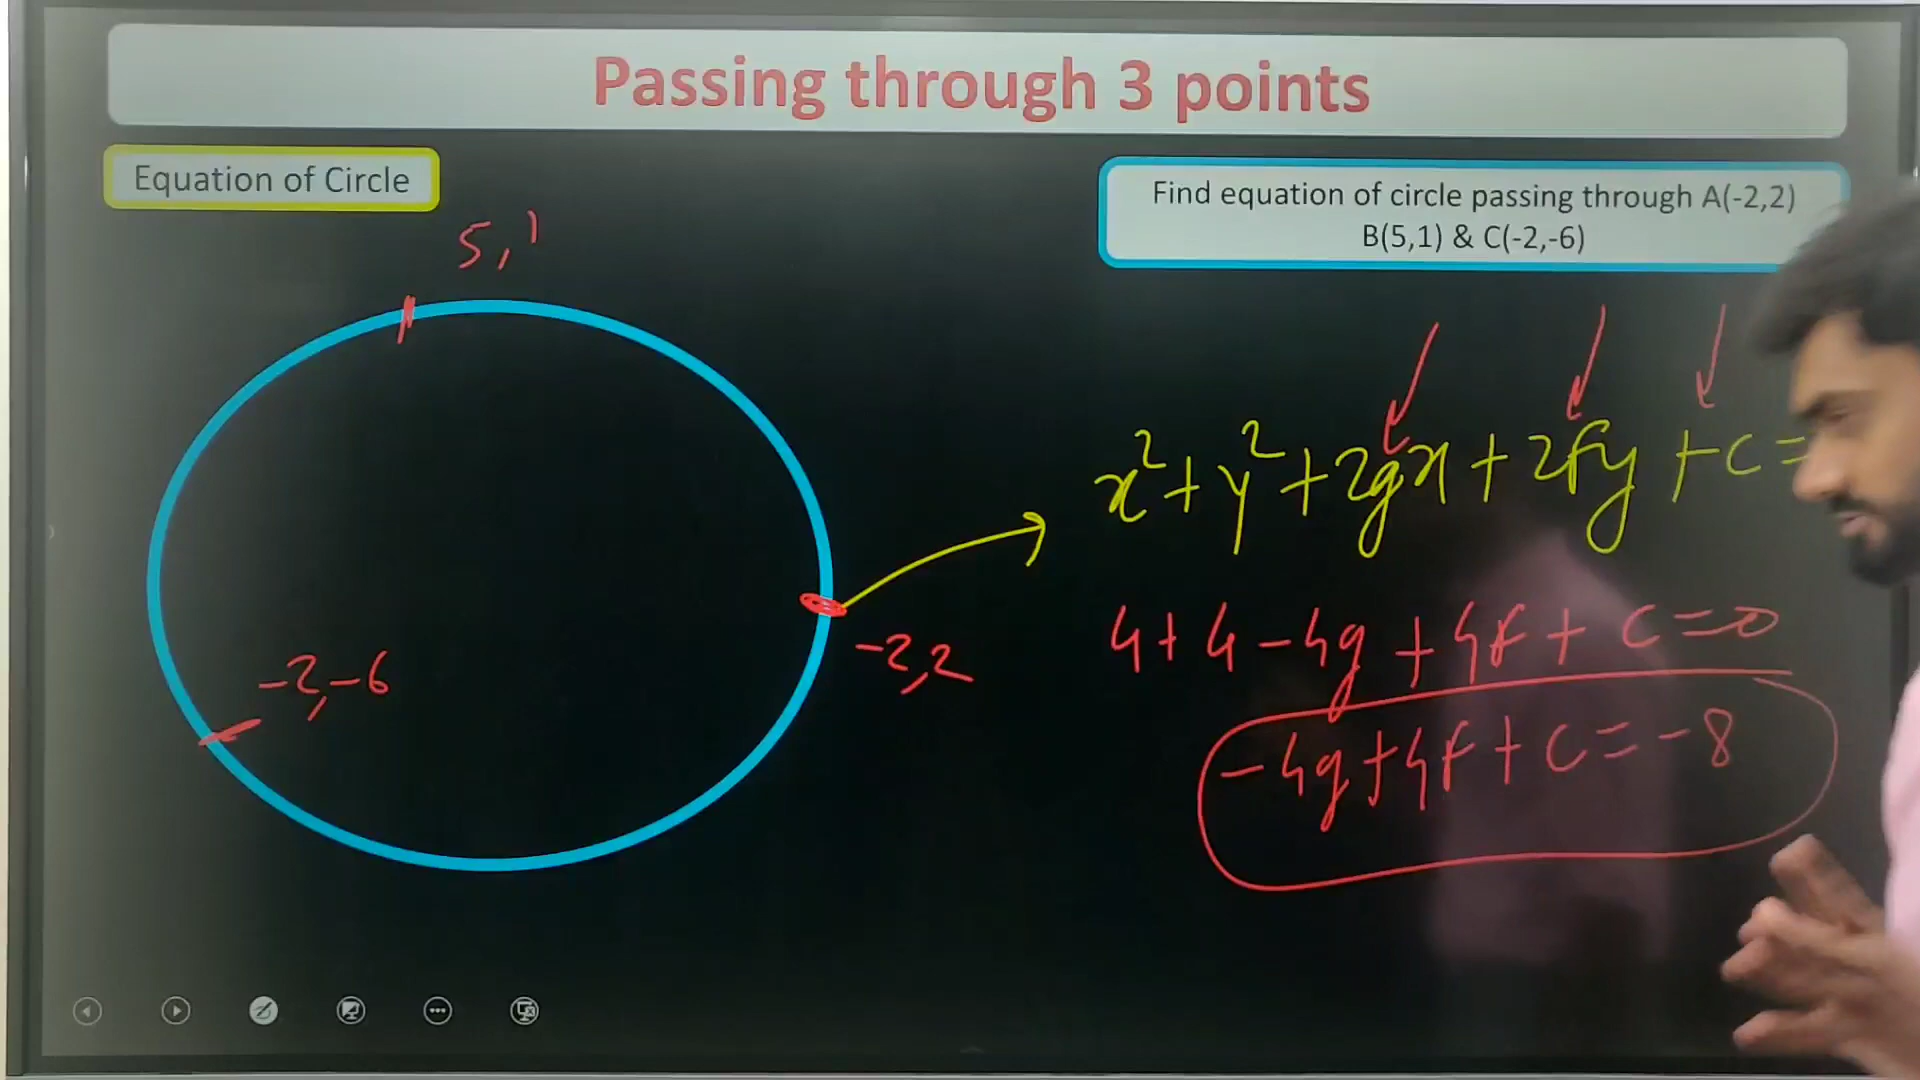 Passing through 3 points
Equation of Circle
Find equation of circle passing through A(-2,2)
B(5,1) & C(-2,-6)
5,1
x²+y²+2gx+2fy+c=
4+4-4g+4f+c=0
-2,2
-2,-6
-4g+4f+c=-8